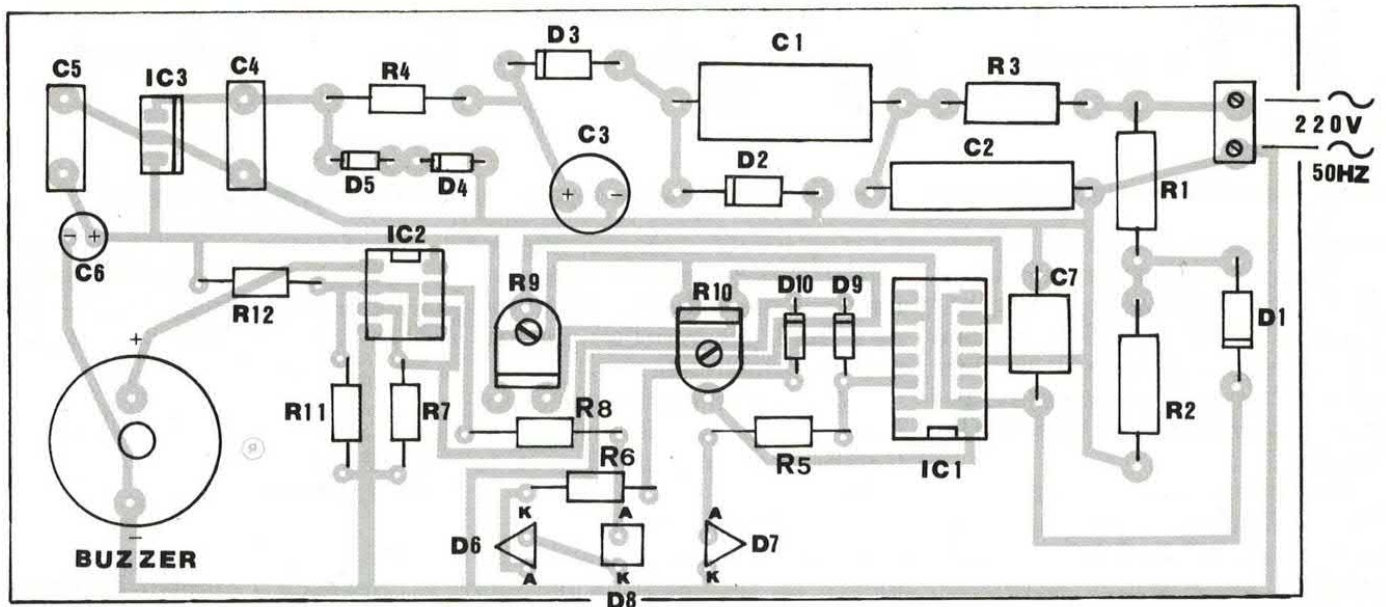 D3
C1
C5
IC3
C4
R4
R3
C3
220V
50HZ
D5
D4
D2
C2
R1
C6
IC2
R12
R9
R10
D10
D9
C7
D1
R11
R7
R8
R5
R2
IC1
R6
BUZZER
K
A
A
D6
D7
A
K
K
D8
+
-
+
-
-
+